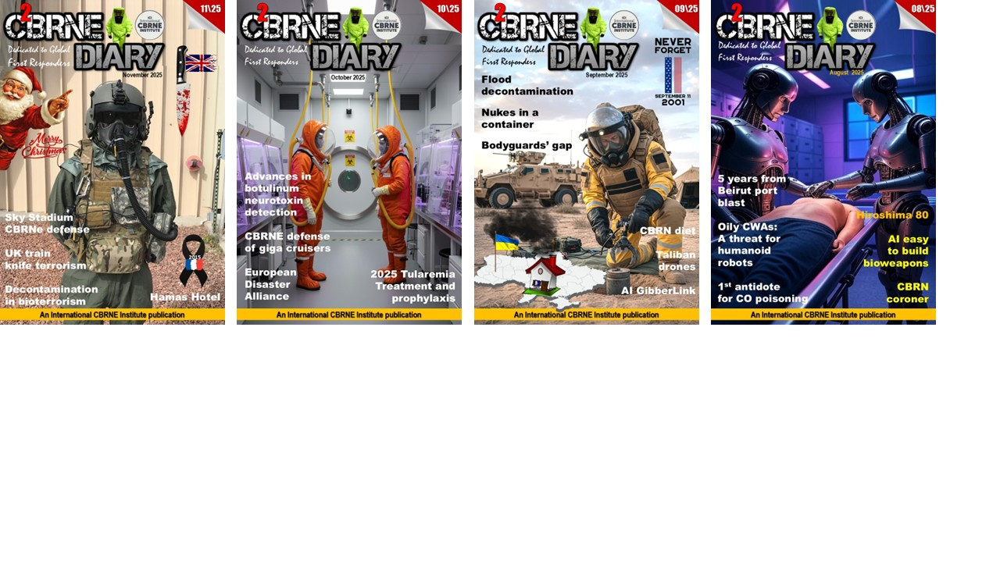 11\25
2
CBRNE
International
CBRNE
INSTITUTE
Dedicated to Global
First Responders
DIARY
November 2025
Merry
Christmas
Sky Stadium
CBRNe defense
UK train
knife terrorism
Decontamination
in bioterrorism
2015
Hamas Hotel
An International CBRNE Institute publication
10\25
2
CBRNE
International
CBRNE
INSTITUTE
Dedicated to Global
First Responders
DIARY
October 2025
Advances in
botulinum
neurotoxin
detection
CBRNE defense
of giga cruisers
European
Disaster
Alliance
2025 Tularemia
Treatment and
prophylaxis
An International CBRNE Institute publication
09\25
2
CBRNE
International
CBRNE
INSTITUTE
Dedicated to Global
First Responders
DIARY
September 2025
NEVER
FORGET
SEPTEMBER 11
2001
Flood
decontamination
Nukes in a
container
Bodyguards’ gap
CBRN diet
Taliban
drones
AI GibberLink
An International CBRNE Institute publication
08\25
2
CBRNE
International
CBRNE
INSTITUTE
Dedicated to Global
First Responders
DIARY
August 2025
5 years from
Beirut port
blast
Oily CWAs:
A threat for
humanoid
robots
1st antidote
for CO poisoning
Hiroshima 80
AI easy
to build
bioweapons
CBRN
coroner
An International CBRNE Institute publication